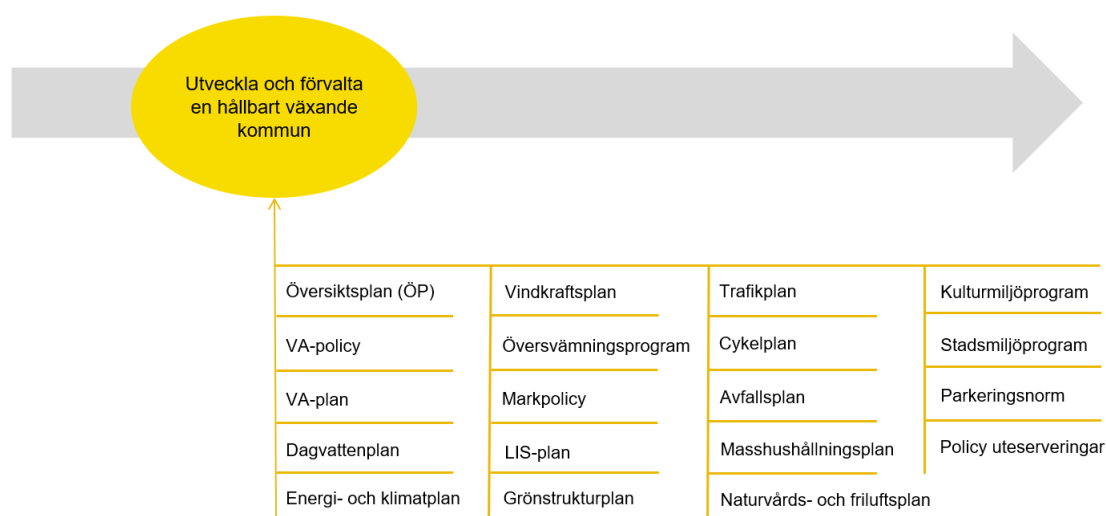 Utveckla och förvalta
en hållbart växande
kommun
Översiktsplan (ÖP)
VA-policy
VA-plan
Dagvattenplan
Energi- och klimatplan
Vindkraftsplan
Översvämningsprogram
Markpolicy
LIS-plan
Grönstrukturplan
Trafikplan
Cykelplan
Avfallsplan
Masshushållningsplan
Naturvårds- och friluftsplan
Kulturmiljöprogram
Stadsmiljöprogram
Parkeringsnorm
Policy uteserveringar